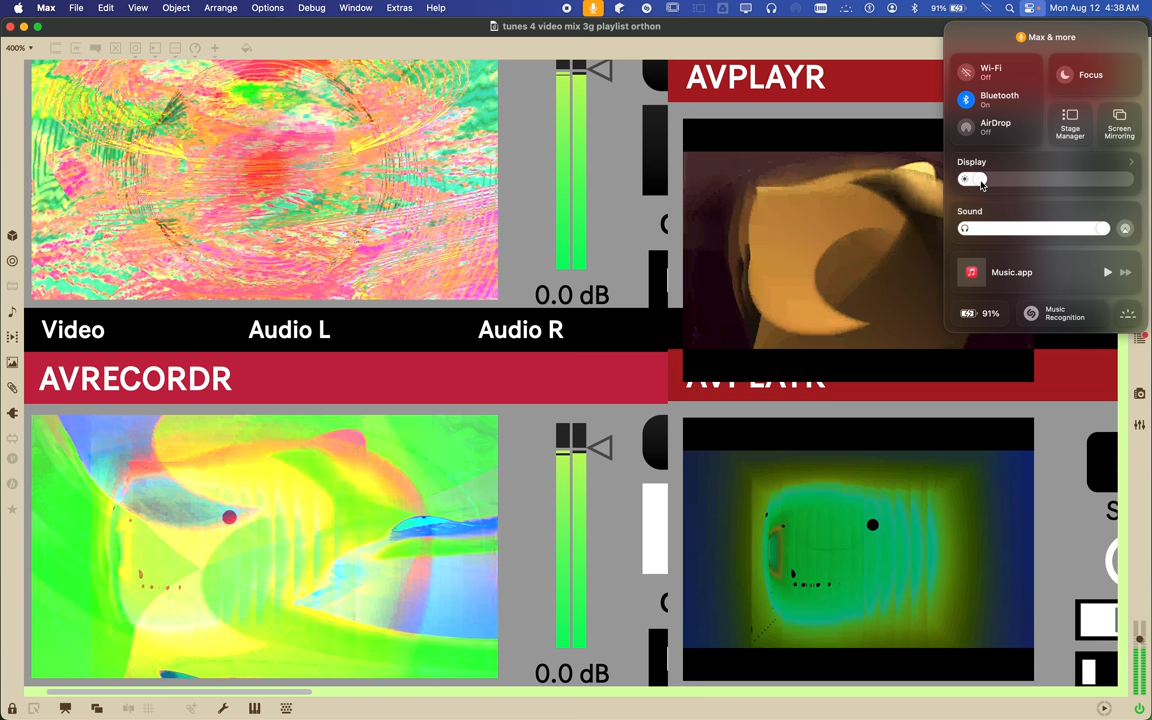 Max File Edit View Object Arrange Options Debug Window Extras Help 91% Mon Aug 12 4:38 AM
tunes 4 video mix 3g playlist orthon
400%
Max & more
Wi-Fi
Off
Focus
Bluetooth
On
AirDrop
Off
Stage
Manager
Screen
Mirroring
Display
Sound
Music.app
91%
Music
Recognition
AVPLAYR
0.0 dB
Video Audio L Audio R
AVRECORDR
AVPLAYR
0.0 dB